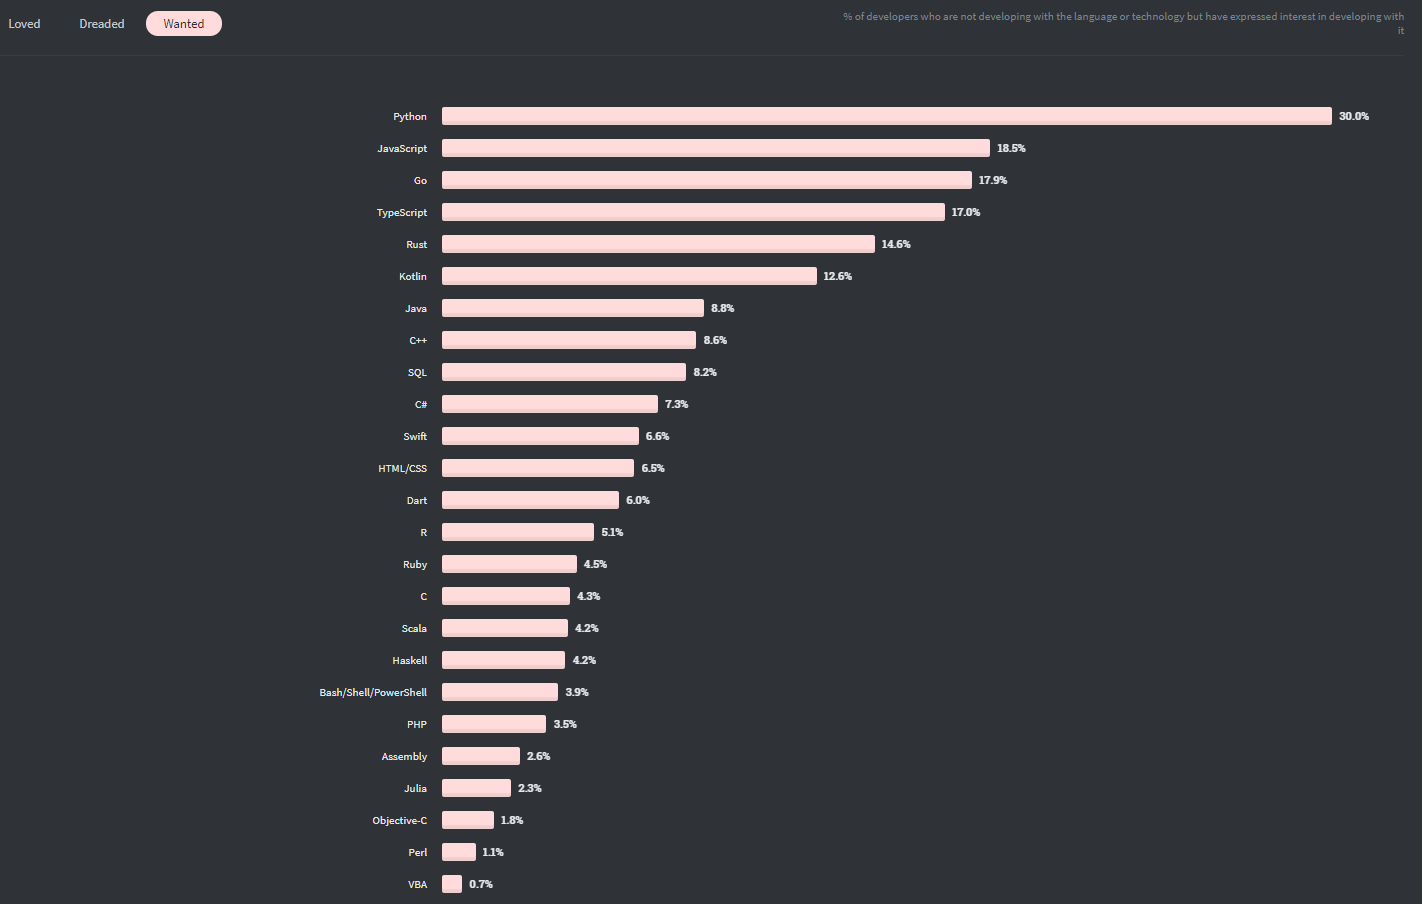 Loved
Dreaded
Wanted
% of developers who are not developing with the language or technology but have expressed interest in developing with
it
Python 30.0%
JavaScript 18.5%
Go 17.9%
TypeScript 17.0%
Rust 14.6%
Kotlin 12.6%
Java 8.8%
C++ 8.6%
SQL 8.2%
C# 7.3%
Swift 6.6%
HTML/CSS 6.5%
Dart 6.0%
R 5.1%
Ruby 4.5%
C 4.3%
Scala 4.2%
Haskell 4.2%
Bash/Shell/PowerShell 3.9%
PHP 3.5%
Assembly 2.6%
Julia 2.3%
Objective-C 1.8%
Perl 1.1%
VBA 0.7%